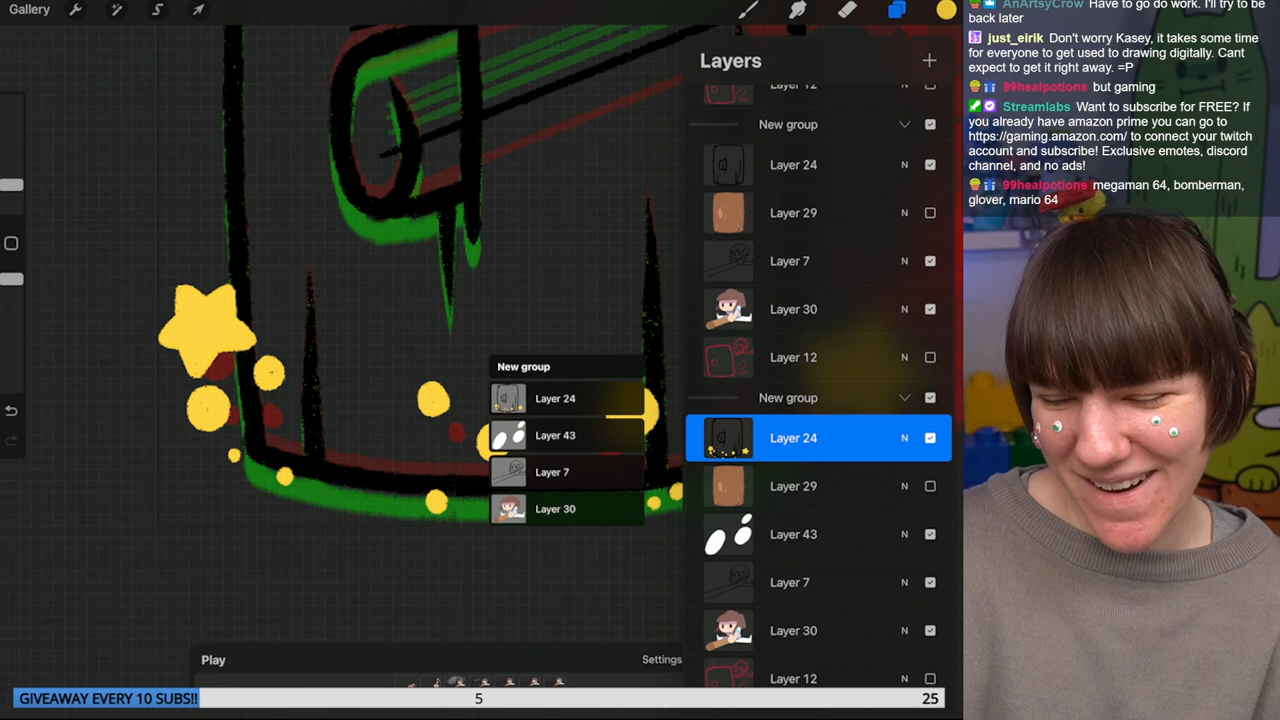 Gallery
Layers
Layer 12
New group
Layer 24 N
Layer 29 N
Layer 7 N
Layer 30 N
Layer 12 N
New group
Layer 24 N
Layer 29 N
Layer 43 N
Layer 7 N
Layer 30 N
Layer 12 N
New group
Layer 24
Layer 43
Layer 7
Layer 30
Play
Settings
GIVEAWAY EVERY 10 SUBS!! 5 25
AnArtsyCrow Have to go do work. I'll try to be
back later
just_eirik Don't worry Kasey, it takes some
time for everyone to get used to drawing digitally. Cant
expect to get it right away. =P
99healpotions but gaming
Streamlabs Want to subscribe for FREE? If
you already have amazon prime you can go to
https://gaming.amazon.com/ to connect your twitch
account and subscribe! Exclusive emotes, discord
channel, and no ads!
99healpotions megaman 64, bomberman,
glover, mario 64